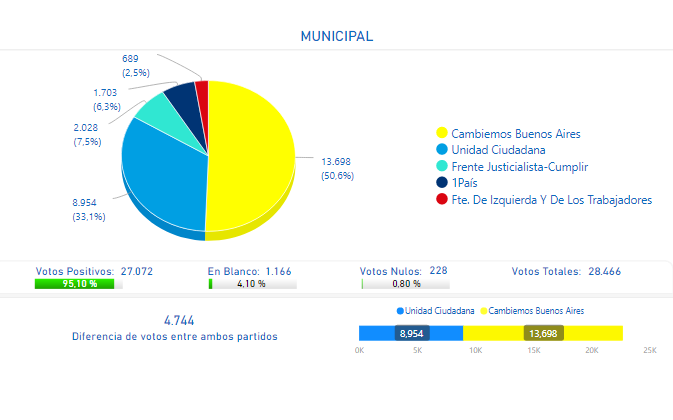 MUNICIPAL
689
(2,5%)
1.703
(6,3%)
2.028
(7,5%)
8.954
(33,1%)
13.698
(50,6%)
Cambiemos Buenos Aires
Unidad Ciudadana
Frente Justicialista-Cumplir
1País
Fte. De Izquierda Y De Los Trabajadores
Votos Positivos: 27.072
95,10 %
En Blanco: 1.166
4,10 %
Votos Nulos: 228
0,80 %
Votos Totales: 28.466
4.744
Diferencia de votos entre ambos partidos
Unidad Ciudadana Cambiemos Buenos Aires
8,954 13,698
0K 5K 10K 15K 20K 25K